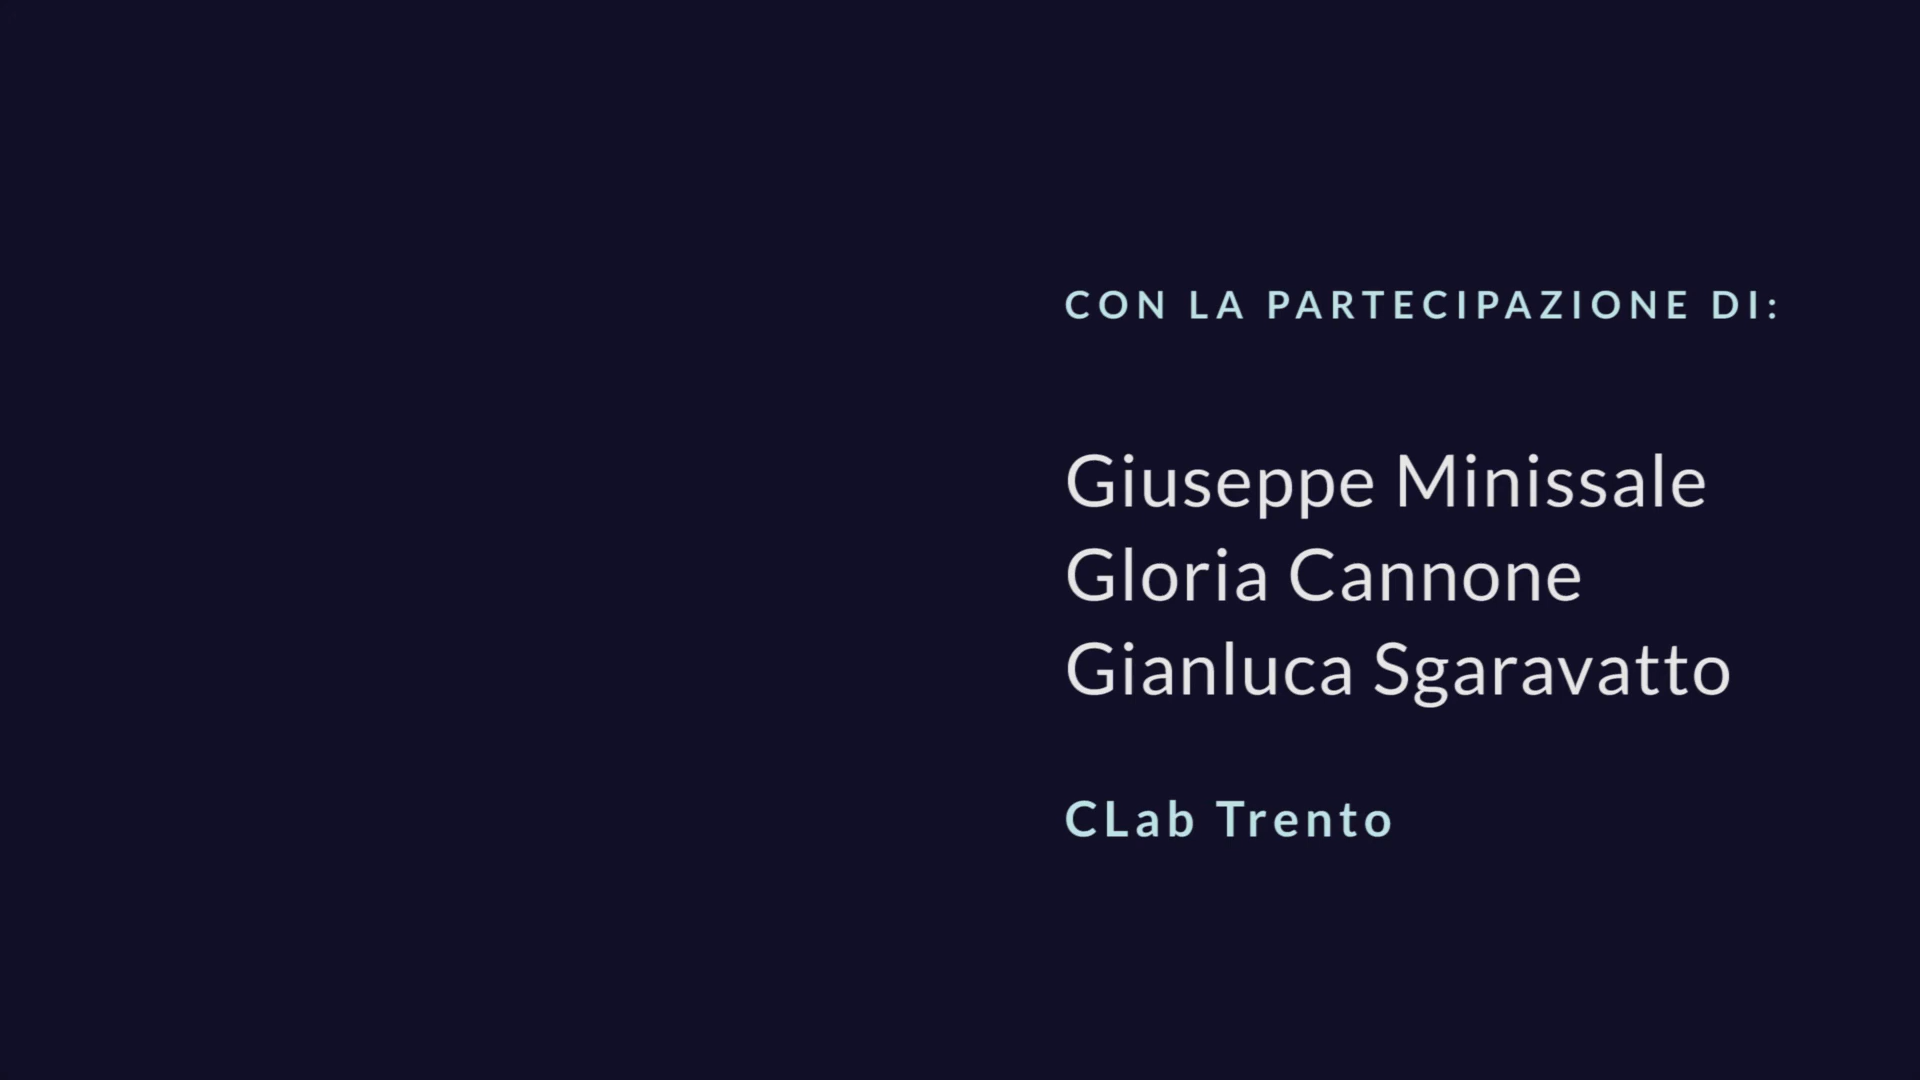 CON LA PARTECIPAZIONE DI:
Giuseppe Minissale
Gloria Cannone
Gianluca Sgaravatto
CLab Trento